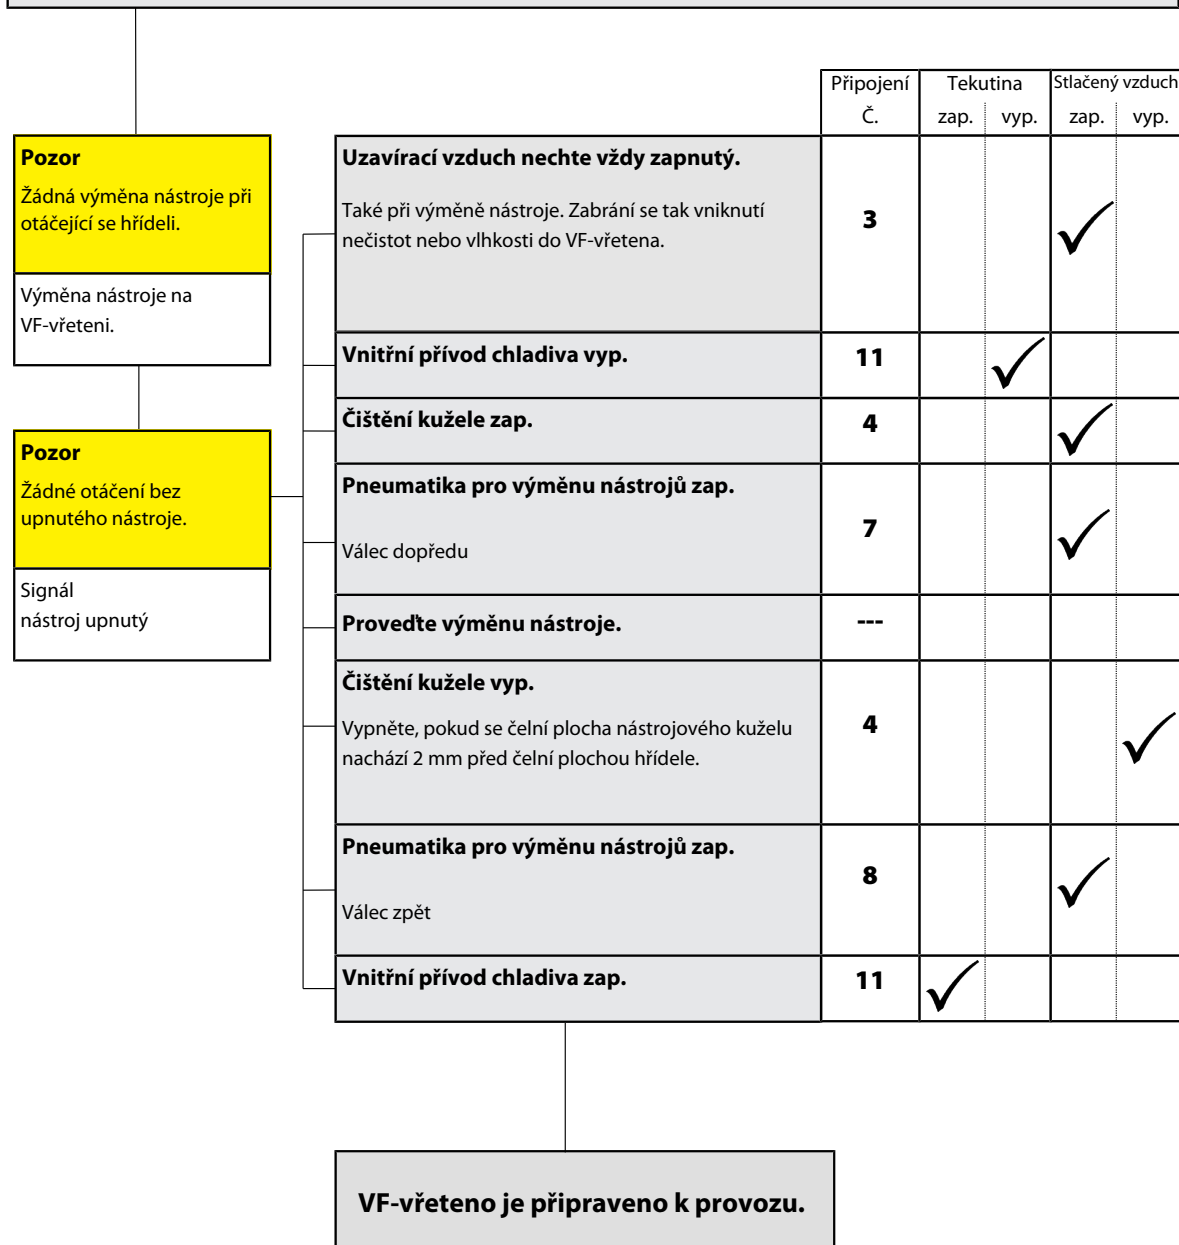 Připojení Tekutina Stlačený vzduch
Č. zap. vyp. zap. vyp.
Pozor
Žádná výměna nástroje při
otáčející se hřídeli.
Výměna nástroje na
VF-vřeteni.
Pozor
Žádné otáčení bez
upnutého nástroje.
Signál
nástroj upnutý
Uzavírací vzduch nechte vždy zapnutý.
Také při výměně nástroje. Zabrání se tak vniknutí
nečistot nebo vlhkosti do VF-vřetena.
3
Vnitřní přívod chladiva vyp.
11
Čištění kužele zap.
4
Pneumatika pro výměnu nástrojů zap.
Válec dopředu
7
Proveďte výměnu nástroje.
---
Čištění kužele vyp.
Vypněte, pokud se čelní plocha nástrojového kuželu
nachází 2 mm před čelní plochou hřídele.
4
Pneumatika pro výměnu nástrojů zap.
Válec zpět
8
Vnitřní přívod chladiva zap.
11
VF-vřeteno je připraveno k provozu.